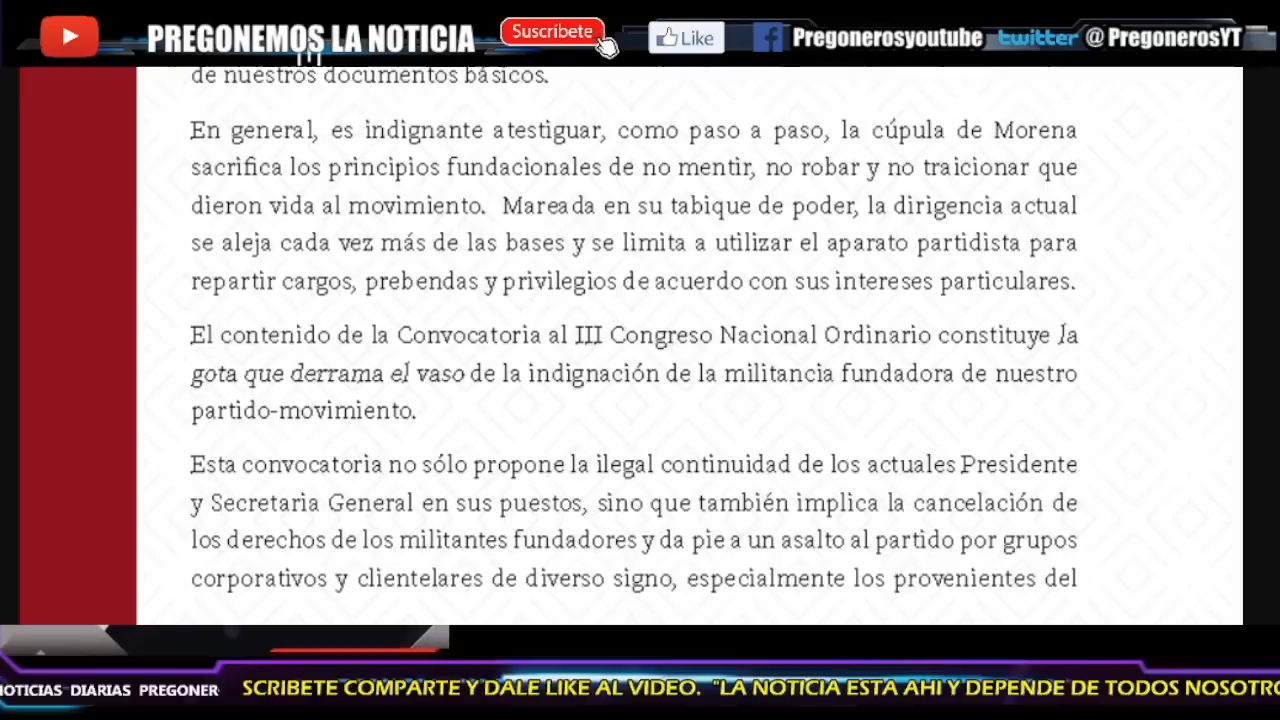 PREGONEMOS LA NOTICIA
Suscríbete
Like
Pregonerosyoutube
twitter @PregonerosYT
de nuestros documentos básicos.
En general, es indignante atestiguar, como paso a paso, la cúpula de Morena
sacrifica los principios fundacionales de no mentir, no robar y no traicionar que
dieron vida al movimiento. Mareada en su tabique de poder, la dirigencia actual
se aleja cada vez más de las bases y se limita a utilizar el aparato partidista para
repartir cargos, prebendas y privilegios de acuerdo con sus intereses particulares.
El contenido de la Convocatoria al III Congreso Nacional Ordinario constituye la
gota que derrama el vaso de la indignación de la militancia fundadora de nuestro
partido-movimiento.
Esta convocatoria no sólo propone la ilegal continuidad de los actuales Presidente
y Secretaria General en sus puestos, sino que también implica la cancelación de
los derechos de los militantes fundadores y da pie a un asalto al partido por grupos
corporativos y clientelares de diverso signo, especialmente los provenientes del
NOTICIAS DIARIAS PREGONER
SCRIBETE COMPARTE Y DALE LIKE AL VIDEO. "LA NOTICIA ESTA AHI Y DEPENDE DE TODOS NOSOTRO